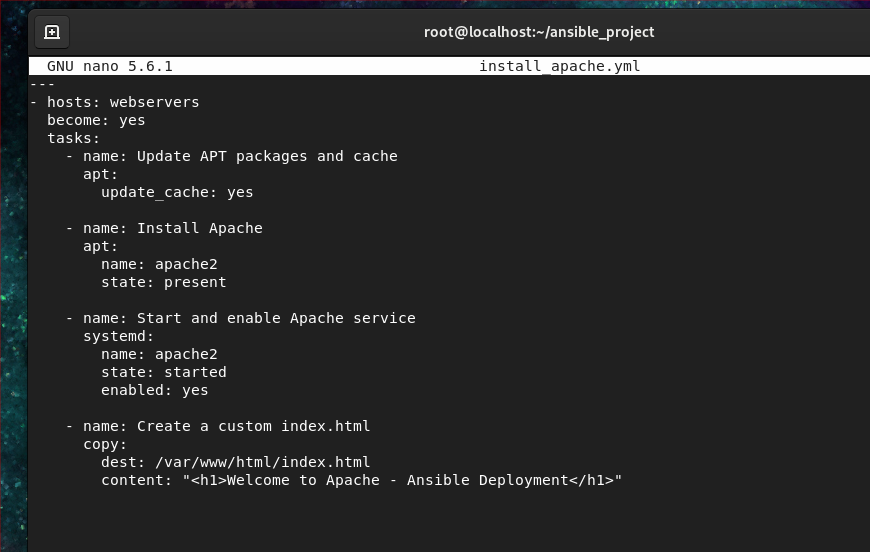 root@localhost:~/ansible_project
GNU nano 5.6.1 install_apache.yml
---
- hosts: webservers
  become: yes
  tasks:
    - name: Update APT packages and cache
      apt:
        update_cache: yes

    - name: Install Apache
      apt:
        name: apache2
        state: present

    - name: Start and enable Apache service
      systemd:
        name: apache2
        state: started
        enabled: yes

    - name: Create a custom index.html
      copy:
        dest: /var/www/html/index.html
        content: "<h1>Welcome to Apache - Ansible Deployment</h1>"